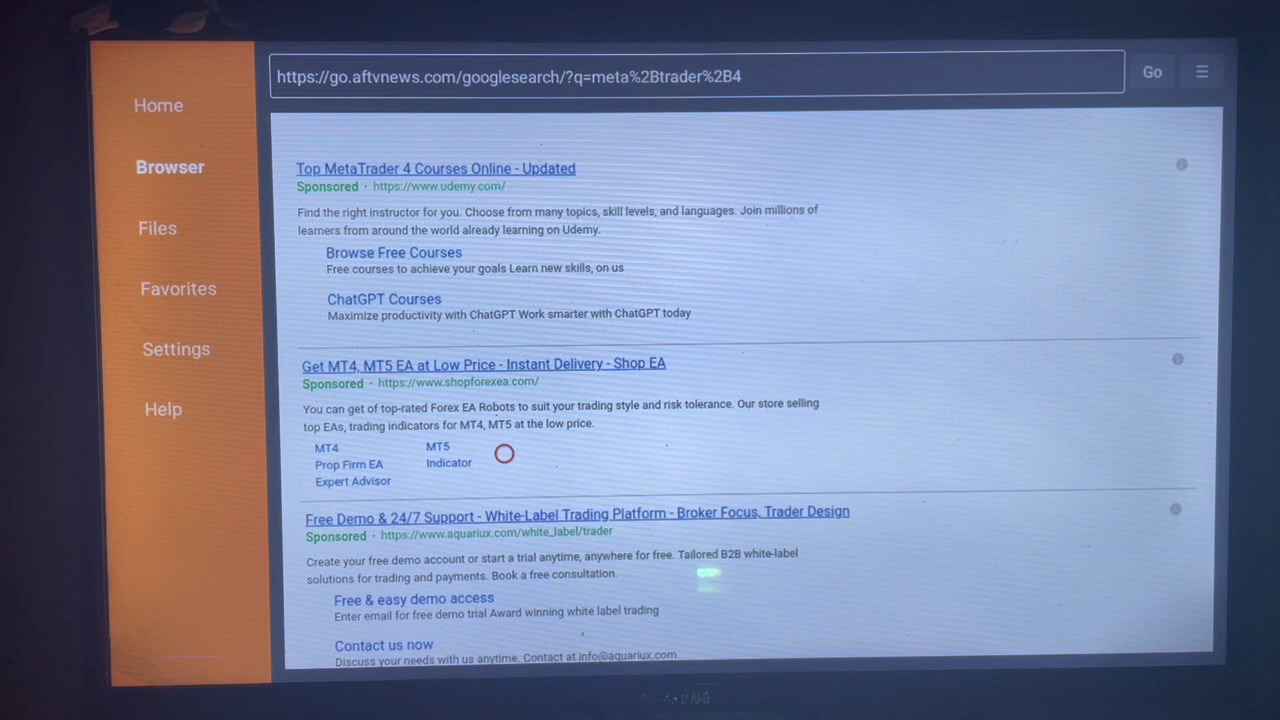 Home
Browser
Files
Favorites
Settings
Help
https://go.aftvnews.com/googlesearch/?q=meta%2Btrader%2B4
Go
Top MetaTrader 4 Courses Online - Updated
Sponsored · https://www.udemy.com/
Find the right instructor for you. Choose from many topics, skill levels, and languages. Join millions of
learners from around the world already learning on Udemy.
Browse Free Courses
Free courses to achieve your goals Learn new skills, on us
ChatGPT Courses
Maximize productivity with ChatGPT Work smarter with ChatGPT today
Get MT4, MT5 EA at Low Price - Instant Delivery - Shop EA
Sponsored · https://www.shopforexea.com/
You can get of top-rated Forex EA Robots to suit your trading style and risk tolerance. Our store selling
top EAs, trading indicators for MT4, MT5 at the low price.
MT4 MT5
Prop Firm EA Indicator
Expert Advisor
Free Demo & 24/7 Support - White-Label Trading Platform - Broker Focus, Trader Design
Sponsored · https://www.aquariux.com/white_label/trader
Create your free demo account or start a trial anytime, anywhere for free. Tailored B2B white-label
solutions for trading and payments. Book a free consultation.
Free & easy demo access
Enter email for free demo trial Award winning white label trading
Contact us now
Discuss your needs with us anytime. Contact at info@aquariux.com